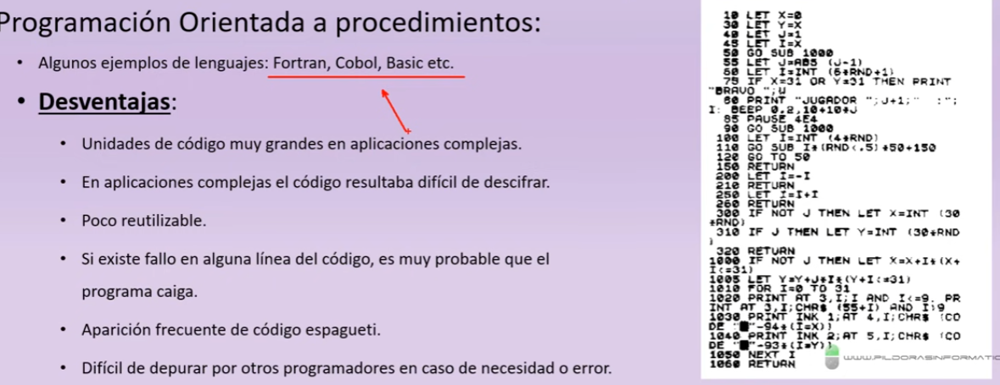 Programación Orientada a procedimientos:
• Algunos ejemplos de lenguajes: Fortran, Cobol, Basic etc.
• Desventajas:
• Unidades de código muy grandes en aplicaciones complejas.
• En aplicaciones complejas el código resultaba difícil de descifrar.
• Poco reutilizable.
• Si existe fallo en alguna línea del código, es muy probable que el
programa caiga.
• Aparición frecuente de código espagueti.
• Difícil de depurar por otros programadores en caso de necesidad o error.
10 LET X=0
30 LET Y=X
40 LET J=1
45 LET I=X
50 GO SUB 1000
55 LET J=ABS (J-1)
60 LET I=INT (6*RND+1)
75 IF X=31 OR Y=31 THEN PRINT
"BRAVO ";
80 PRINT "JUGADOR ";J+1;" :";
I: BEEP 0.2,10+10*J
85 PAUSE 4E4
90 GO SUB 1000
100 LET I=INT (4*RND)
110 GO SUB I*(RND<.5)*50+150
120 GO TO 50
150 RETURN
200 LET I=-I
210 RETURN
250 LET I=I+I
260 RETURN
300 IF NOT J THEN LET X=INT (30
*RND)
310 IF J THEN LET Y=INT (30*RND
)
320 RETURN
1000 IF NOT J THEN LET X=X+I*(X+
I<=31)
1005 LET Y=Y+J*I*(Y+I<=31)
1010 FOR I=0 TO 31
1020 PRINT AT 3,I;I AND I<=9. PR
INT AT 3,I;CHR$ (55+I) AND I>9
1030 PRINT INK 1;AT 4,I;CHR$ (CO
DE "█"-94*(I=X))
1040 PRINT INK 2;AT 5,I;CHR$ (CO
DE "█"-93*(I=Y))
1050 NEXT I
1060 RETURN
WWW.PILDORASINFORMATIC